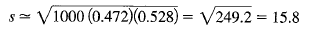 s ≃ √1000 (0.472)(0.528) = √249.2 = 15.8